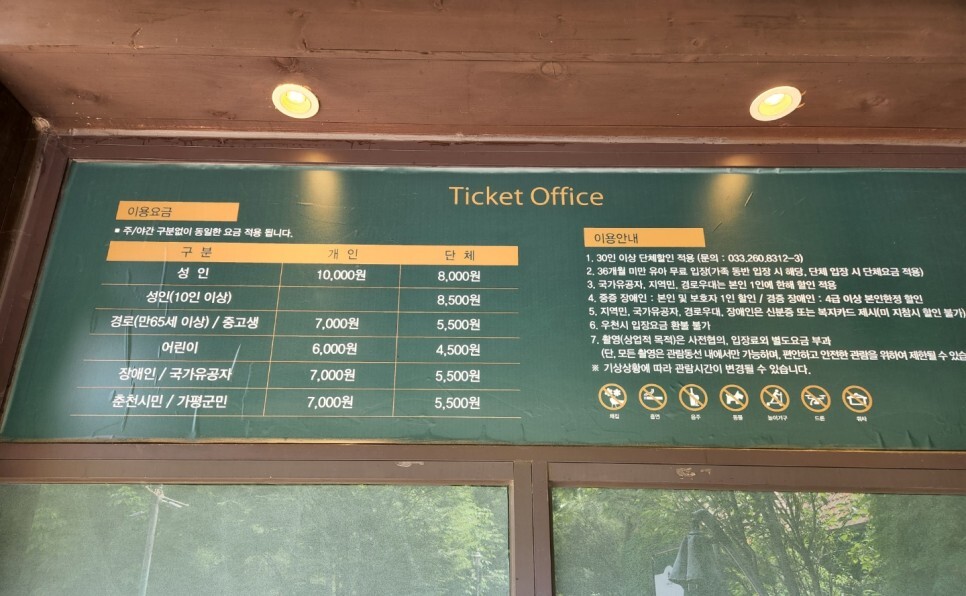 Ticket Office
이용요금
■ 주/야간 구분없이 동일한 요금 적용 됩니다.
구 분 개 인 단 체
성 인 10,000원 8,000원
성인(10인 이상) 8,500원
경로(만65세 이상) / 중고생 7,000원 5,500원
어린이 6,000원 4,500원
장애인 / 국가유공자 7,000원 5,500원
춘천시민 / 가평군민 7,000원 5,500원
이용안내
1. 30인 이상 단체할인 적용 (문의 : 033.260.8312~3)
2. 36개월 미만 유아 무료 입장(가족 동반 입장 시 해당, 단체 입장 시 단체요금 적용)
3. 국가유공자, 지역민, 경로우대는 본인 1인에 한해 할인 적용
4. 중증 장애인 : 본인 및 보호자 1인 할인 / 경증 장애인 : 4급 이상 본인한정 할인
5. 지역민, 국가유공자, 경로우대, 장애인은 신분증 또는 복지카드 제시(미 지참시 할인 불가)
6. 우천시 입장요금 환불 불가
7. 촬영(상업적 목적)은 사전협의, 입장료외 별도요금 부과
(단, 모든 촬영은 관람동선 내에서만 가능하며, 편안하고 안전한 관람을 위하여 제한될 수 있습
※ 기상상황에 따라 관람시간이 변경될 수 있습니다.
채집 흡연 음주 동물 놀이기구 드론 취사